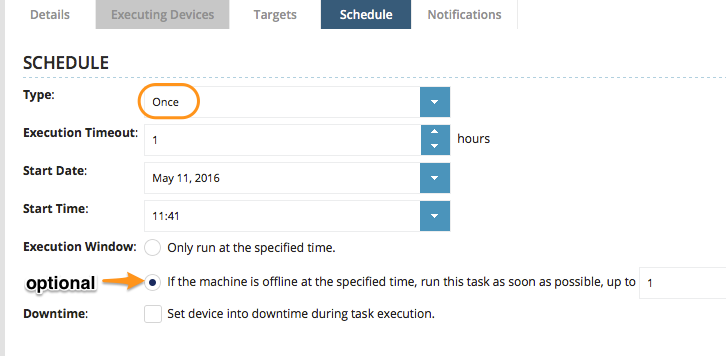 Details Executing Devices Targets Schedule Notifications
SCHEDULE
Type: Once
Execution Timeout: 1 hours
Start Date: May 11, 2016
Start Time: 11:41
Execution Window: Only run at the specified time.
optional If the machine is offline at the specified time, run this task as soon as possible, up to 1
Downtime: Set device into downtime during task execution.